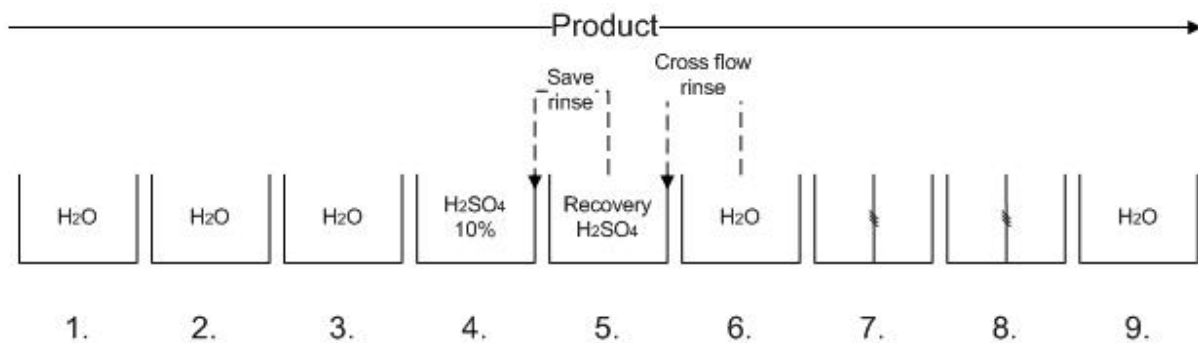 Product
Save
rinse
Cross flow
rinse
H₂O
H₂O
H₂O
H₂SO₄
10%
Recovery
H₂SO₄
H₂O
H₂O
1.
2.
3.
4.
5.
6.
7.
8.
9.